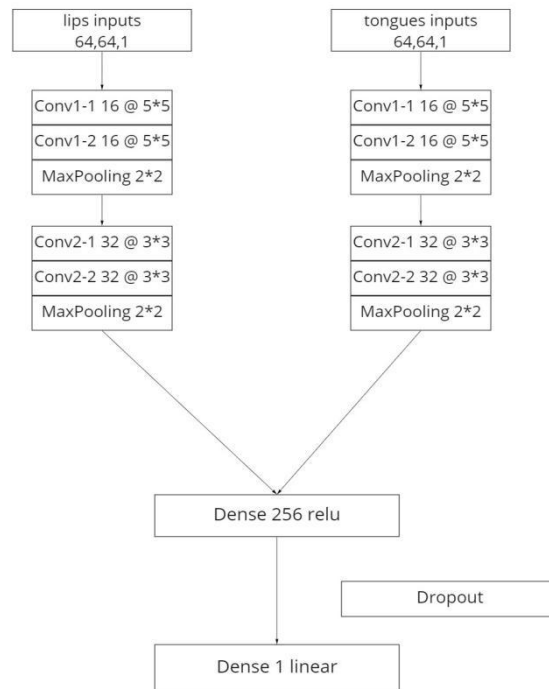 lips inputs
64,64,1
Conv1-1 16 @ 5*5
Conv1-2 16 @ 5*5
MaxPooling 2*2
Conv2-1 32 @ 3*3
Conv2-2 32 @ 3*3
MaxPooling 2*2
tongues inputs
64,64,1
Conv1-1 16 @ 5*5
Conv1-2 16 @ 5*5
MaxPooling 2*2
Conv2-1 32 @ 3*3
Conv2-2 32 @ 3*3
MaxPooling 2*2
Dense 256 relu
Dropout
Dense 1 linear